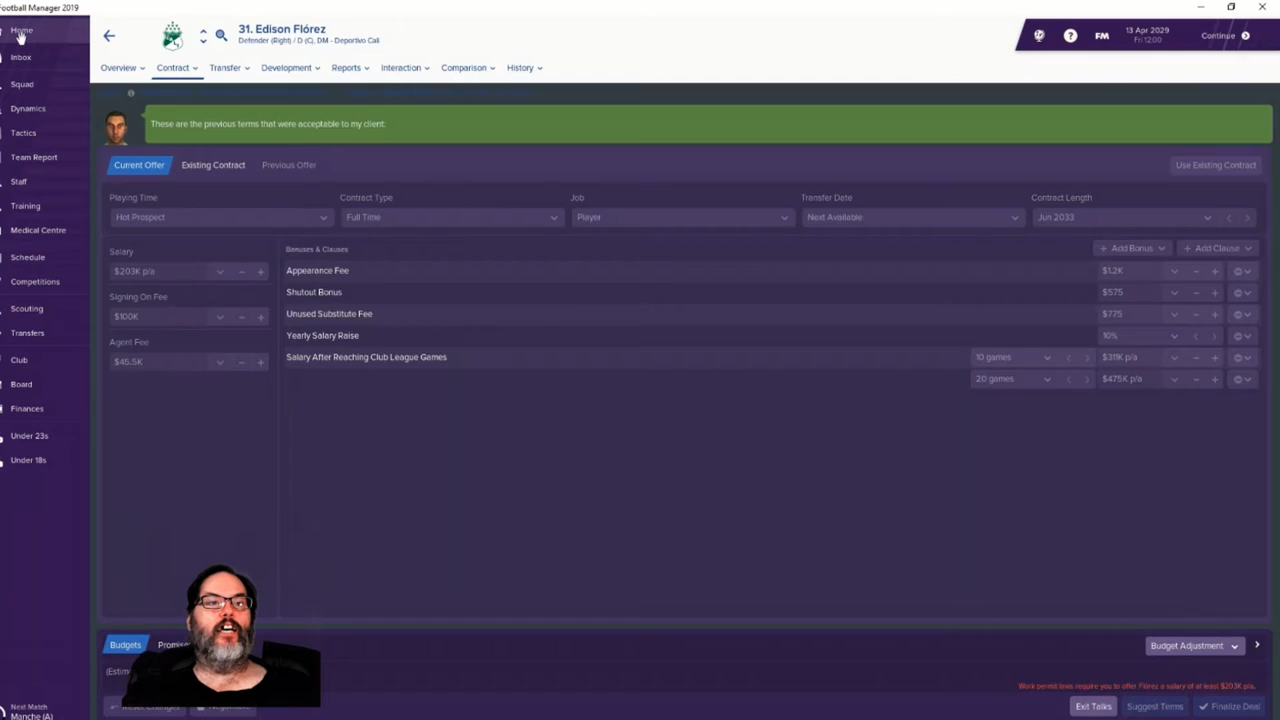 Football Manager 2019
Home
Inbox
Squad
Dynamics
Tactics
Team Report
Staff
Training
Medical Centre
Schedule
Competitions
Scouting
Transfers
Club
Board
Finances
Under 23s
Under 18s
Next Match
Manche (A)
31. Edison Flórez
Defender (Right) / D (C), DM - Deportivo Cali
FM
13 Apr 2029
Fri 12:00
Continue
Overview
Contract
Transfer
Development
Reports
Interaction
Comparison
History
These are the previous terms that were acceptable to my client:
Current Offer
Existing Contract
Previous Offer
Use Existing Contract
Playing Time
Contract Type
Job
Transfer Date
Contract Length
Hot Prospect
Full Time
Player
Next Available
Jun 2033
Salary
$203K p/a
Signing On Fee
$100K
Agent Fee
$45.5K
Bonuses & Clauses
+ Add Bonus
+ Add Clause
Appearance Fee
$1.2K
Shutout Bonus
$575
Unused Substitute Fee
$775
Yearly Salary Raise
10%
Salary After Reaching Club League Games
10 games
$311K p/a
20 games
$475K p/a
Budgets
Promise
Budget Adjustment
(Estim
Work permit laws require you to offer Flórez a salary of at least $203K p/a.
Reset Changes
Exit Talks
Suggest Terms
Finalize Deal